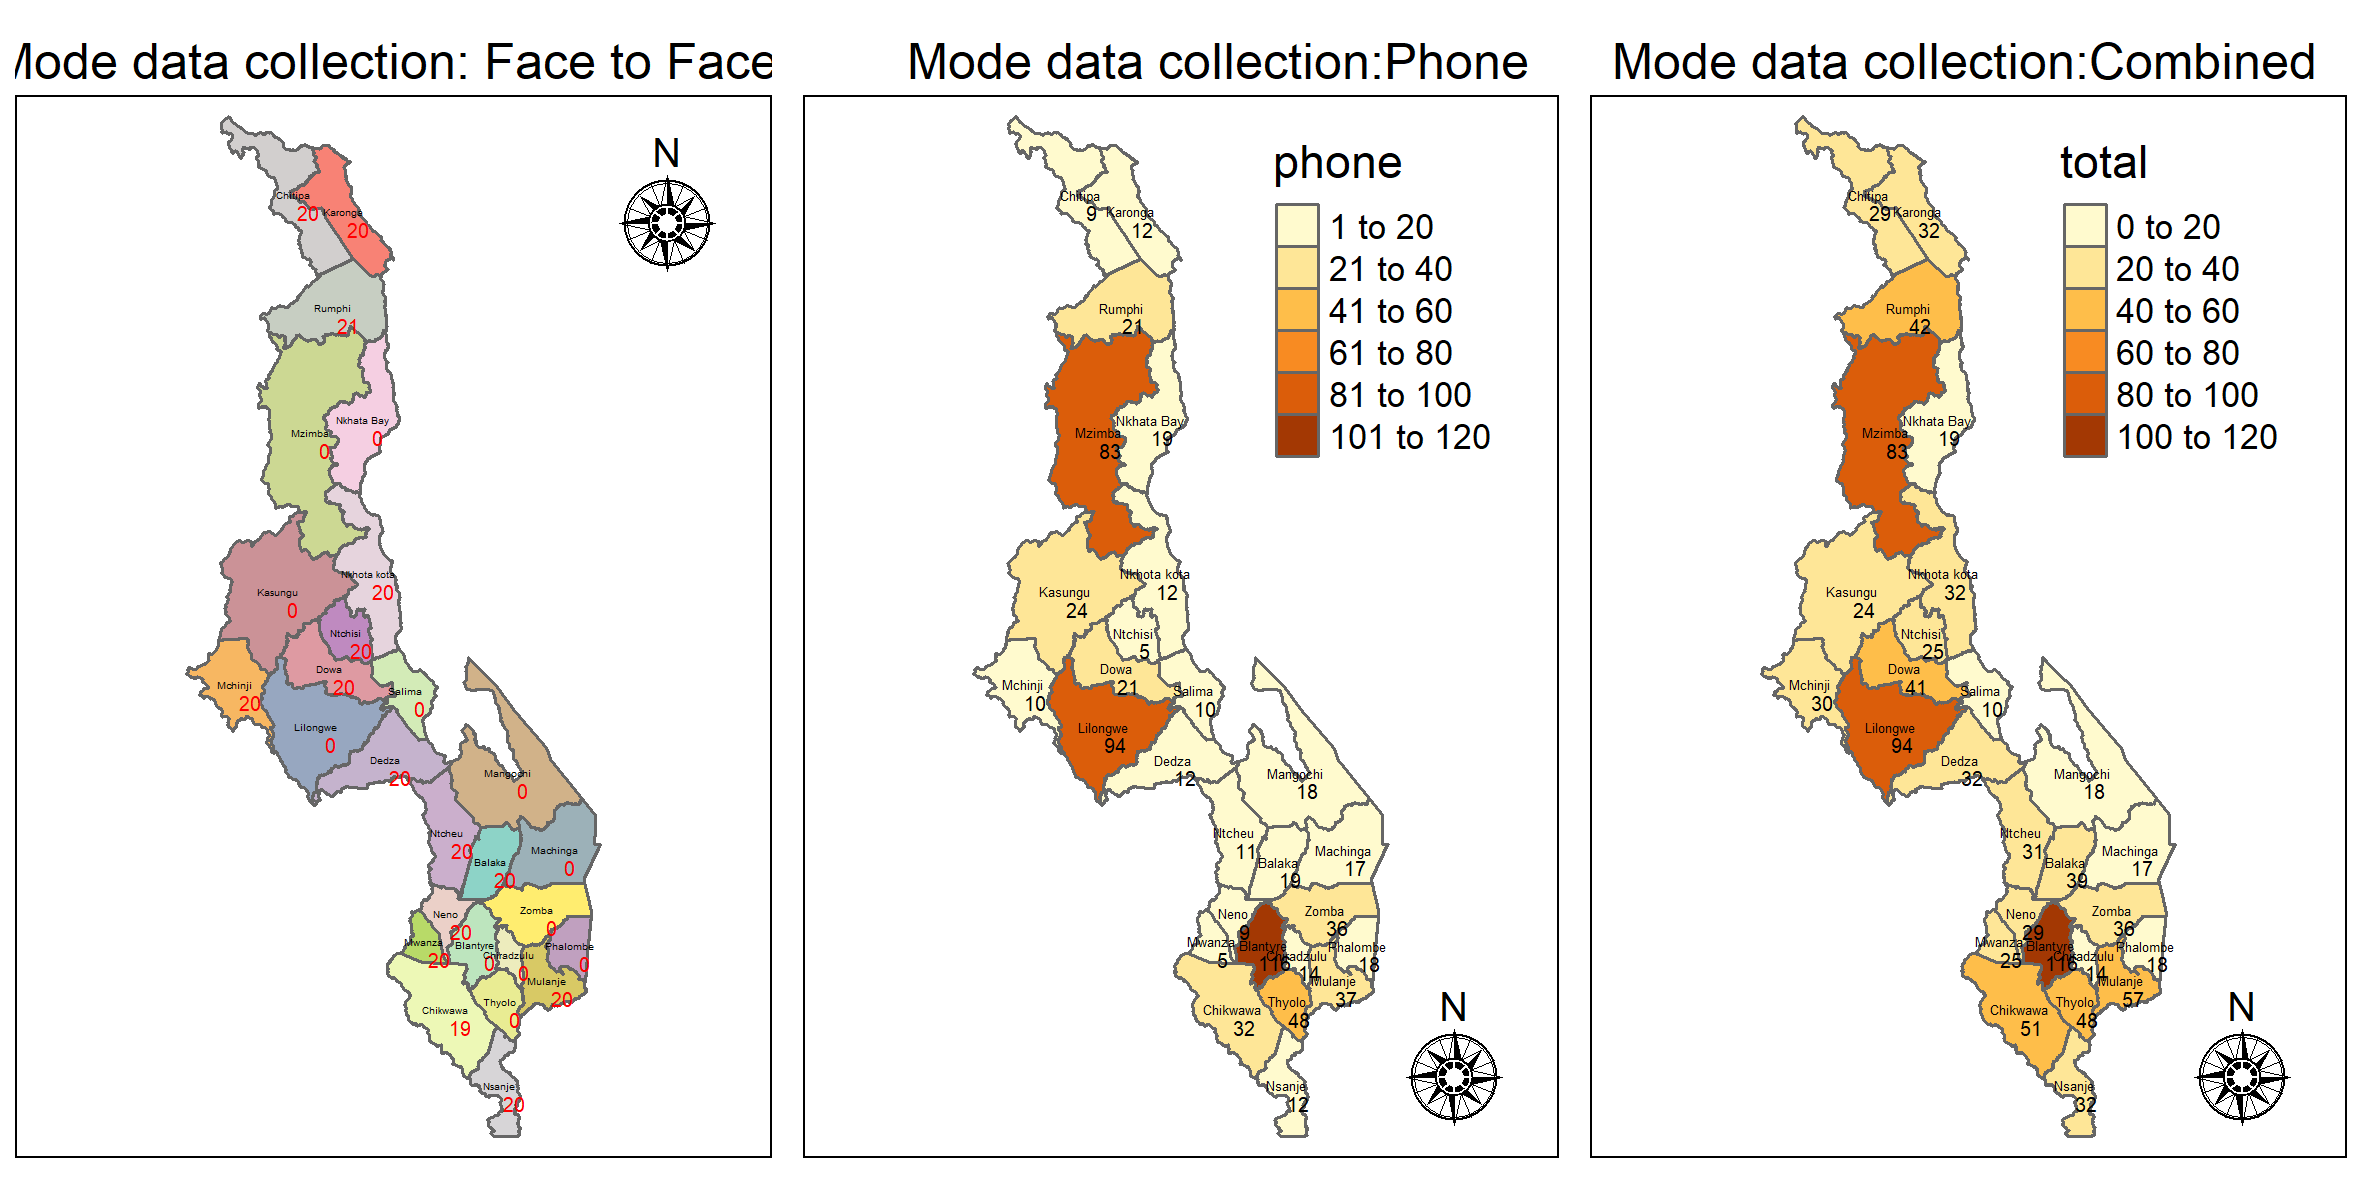 Mode data collection: Face to Face
N
Chitipa
20
Karonga
20
Rumphi
21
Nkhata Bay
0
Mzimba
0
Nkhota kota
20
Kasungu
0
Ntchisi
20
Dowa
20
Mchinji
20
Salima
0
Lilongwe
0
Dedza
20
Mangochi
0
Ntcheu
20
Machinga
0
Balaka
20
Neno
20
Zomba
0
Mwanza
20
Blantyre
0
Chiradzulu
0
Phalombe
0
Mulanje
20
Thyolo
0
Chikwawa
19
Nsanje
20
Mode data collection:Phone
phone
1 to 20
21 to 40
41 to 60
61 to 80
81 to 100
101 to 120
Chitipa
9
Karonga
12
Rumphi
21
Nkhata Bay
19
Mzimba
83
Nkhota kota
12
Kasungu
24
Ntchisi
5
Dowa
21
Mchinji
10
Salima
10
Lilongwe
94
Dedza
12
Mangochi
18
Ntcheu
11
Machinga
17
Balaka
19
Neno
9
Zomba
36
Mwanza
5
Blantyre
116
Chiradzulu
14
Phalombe
18
Mulanje
37
Thyolo
48
Chikwawa
32
Nsanje
12
N
Mode data collection:Combined
total
0 to 20
20 to 40
40 to 60
60 to 80
80 to 100
100 to 120
Chitipa
29
Karonga
32
Rumphi
42
Nkhata Bay
19
Mzimba
83
Nkhota kota
32
Kasungu
24
Ntchisi
25
Dowa
41
Mchinji
30
Salima
10
Lilongwe
94
Dedza
32
Mangochi
18
Ntcheu
31
Machinga
17
Balaka
39
Neno
29
Zomba
36
Mwanza
25
Blantyre
116
Chiradzulu
14
Phalombe
18
Mulanje
57
Thyolo
48
Chikwawa
51
Nsanje
32
N